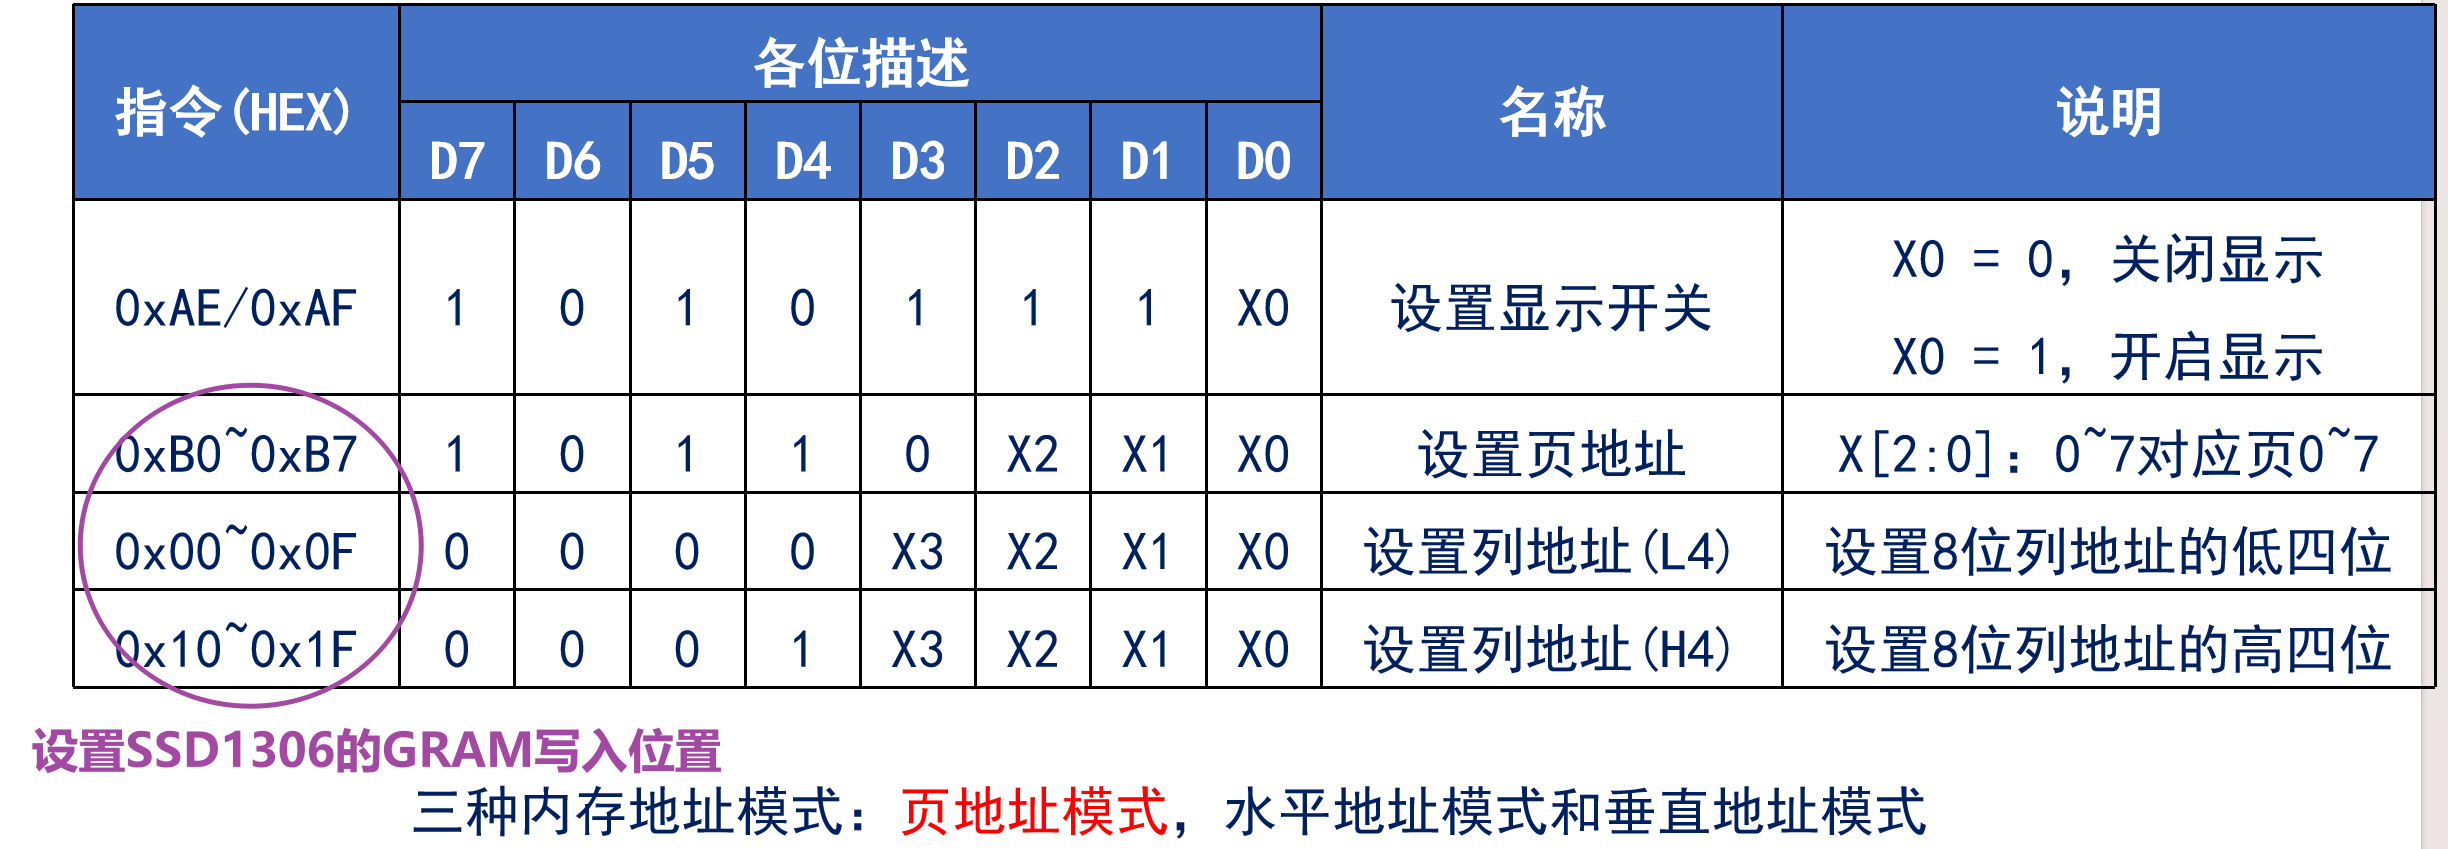 指令(HEX) 各位描述 名称 说明
D7 D6 D5 D4 D3 D2 D1 D0
0xAE/0xAF 1 0 1 0 1 1 1 X0 设置显示开关 X0 = 0，关闭显示
X0 = 1，开启显示
0xB0~0xB7 1 0 1 1 0 X2 X1 X0 设置页地址 X[2:0]：0~7对应页0~7
0x00~0x0F 0 0 0 0 X3 X2 X1 X0 设置列地址(L4) 设置8位列地址的低四位
0x10~0x1F 0 0 0 1 X3 X2 X1 X0 设置列地址(H4) 设置8位列地址的高四位
设置SSD1306的GRAM写入位置
三种内存地址模式：页地址模式，水平地址模式和垂直地址模式